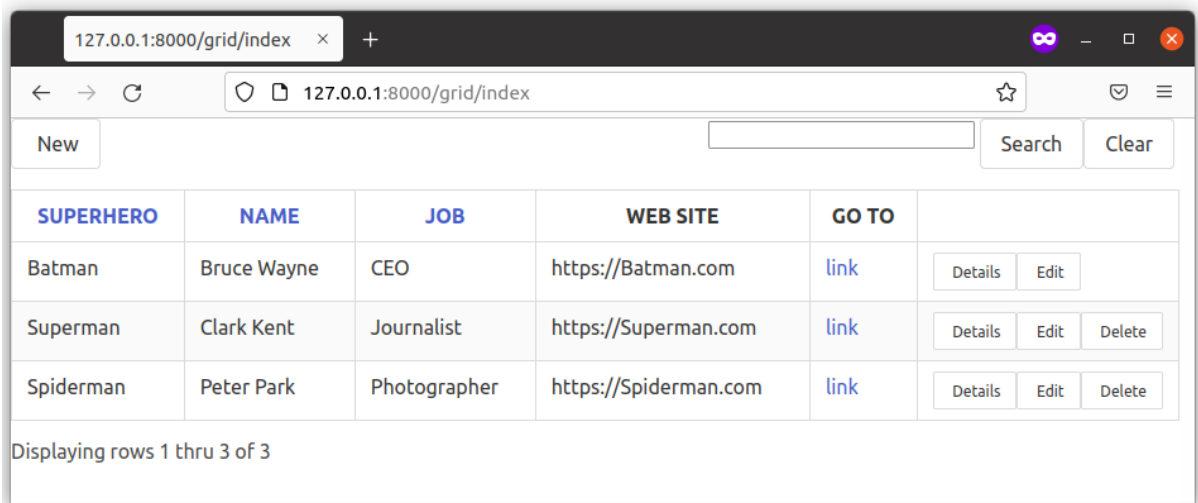 127.0.0.1:8000/grid/index × +
127.0.0.1:8000/grid/index
New Search Clear
SUPERHERO NAME JOB WEB SITE GO TO
Batman Bruce Wayne CEO https://Batman.com link Details Edit
Superman Clark Kent Journalist https://Superman.com link Details Edit Delete
Spiderman Peter Park Photographer https://Spiderman.com link Details Edit Delete
Displaying rows 1 thru 3 of 3